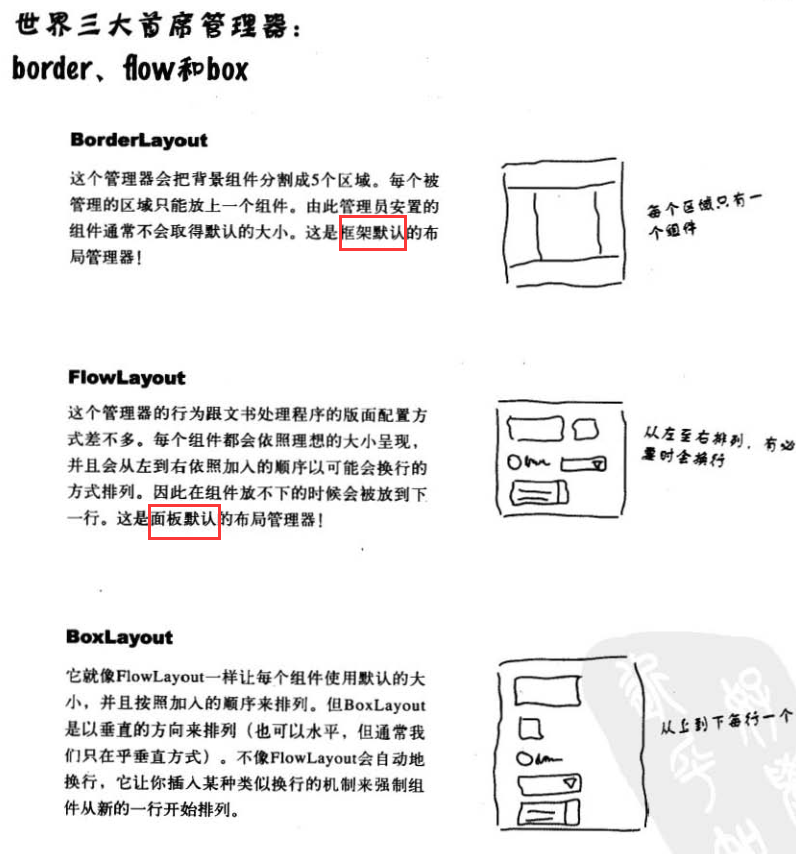 世界三大首席管理器：
border、flow和box
BorderLayout
这个管理器会把背景组件分割成5个区域。每个被
管理的区域只能放上一个组件。由此管理员安置的
组件通常不会取得默认的大小。这是框架默认的布
局管理器！
每个区域只有一
个组件
FlowLayout
这个管理器的行为跟文书处理程序的版面配置方
式差不多。每个组件都会依照理想的大小呈现，
并且会从左到右依照加入的顺序以可能会换行的
方式排列。因此在组件放不下的时候会被放到下
一行。这是面板默认的布局管理器！
从左至右排列，有必
要时会换行
BoxLayout
它就像FlowLayout一样让每个组件使用默认的大
小，并且按照加入的顺序来排列。但BoxLayout
是以垂直的方向来排列（也可以水平，但通常我
们只在乎垂直方式）。不像FlowLayout会自动地
换行，它让你插入某种类似换行的机制来强制组
件从新的一行开始排列。
从上到下每行一个